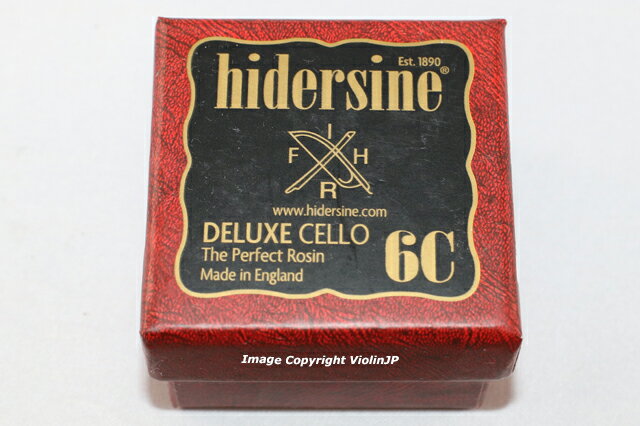 Est. 1890
hidersine®
I
F H
R
www.hidersine.com
DELUXE CELLO
The Perfect Rosin
Made in England
6C
Image Copyright ViolinJP